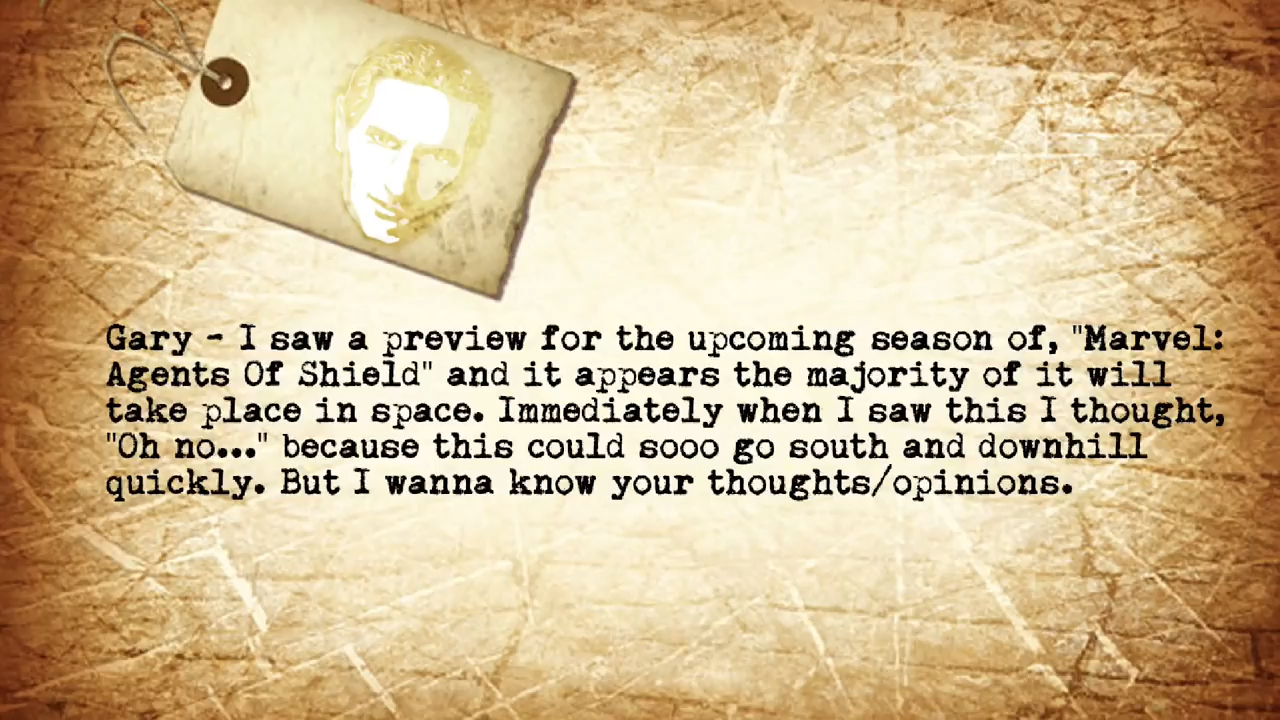 Gary - I saw a preview for the upcoming season of, "Marvel:
Agents Of Shield" and it appears the majority of it will
take place in space. Immediately when I saw this I thought,
"Oh no..." because this could sooo go south and downhill
quickly. But I wanna know your thoughts/opinions.